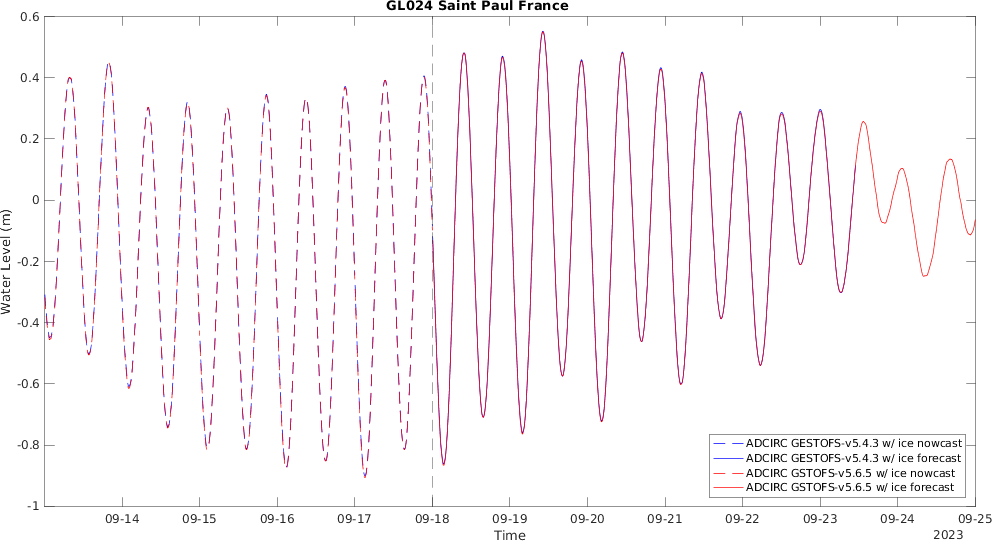 GL024 Saint Paul France
0.6
0.4
0.2
0
-0.2
-0.4
-0.6
-0.8
-1
Water Level (m)
ADCIRC GESTOFS-v5.4.3 w/ ice nowcast
ADCIRC GESTOFS-v5.4.3 w/ ice forecast
ADCIRC GSTOFS-v5.6.5 w/ ice nowcast
ADCIRC GSTOFS-v5.6.5 w/ ice forecast
09-14 09-15 09-16 09-17 09-18 09-19 09-20 09-21 09-22 09-23 09-24 09-25
Time
2023